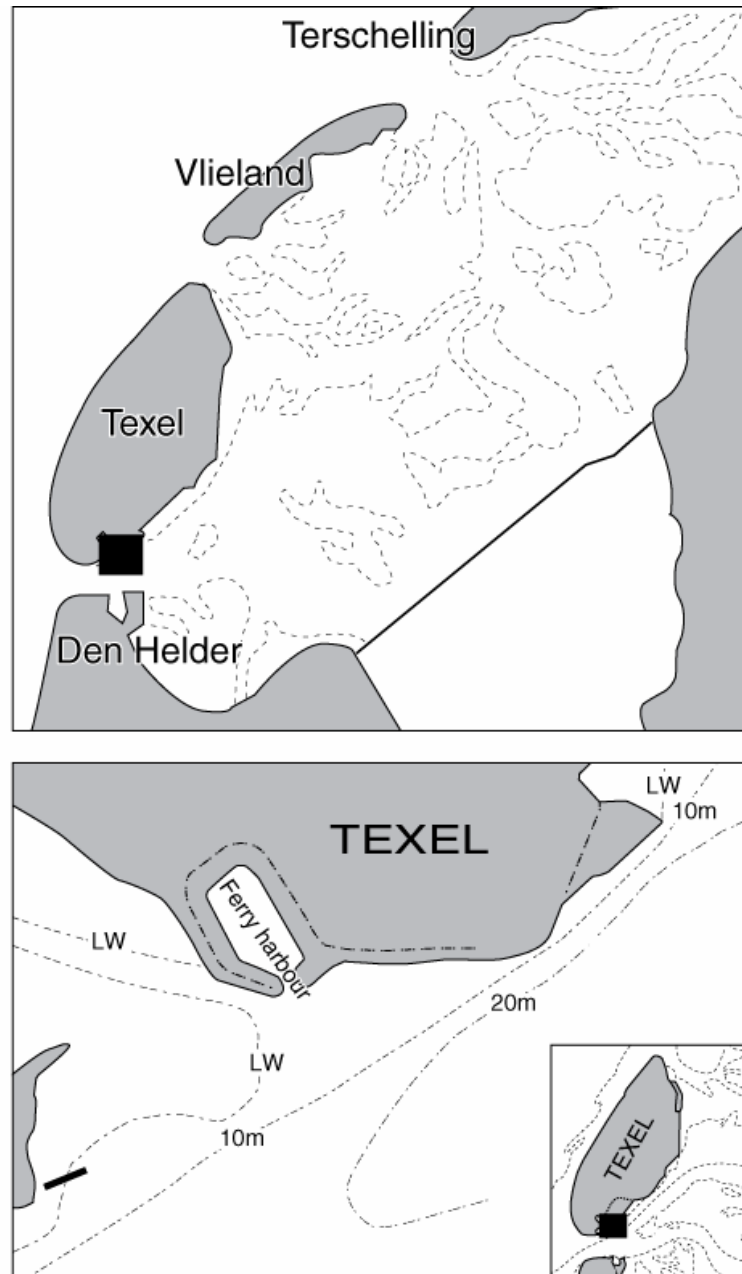 Terschelling
Vlieland
Texel
Den Helder
LW
10m
TEXEL
Ferry harbour
LW
20m
LW
10m
TEXEL